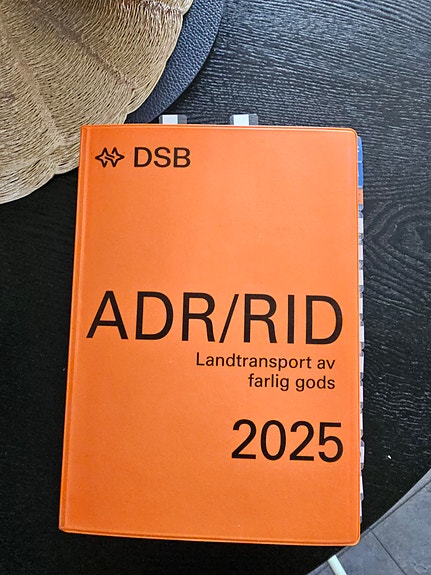 DSB
ADR/RID
Landtransport av
farlig gods
2025